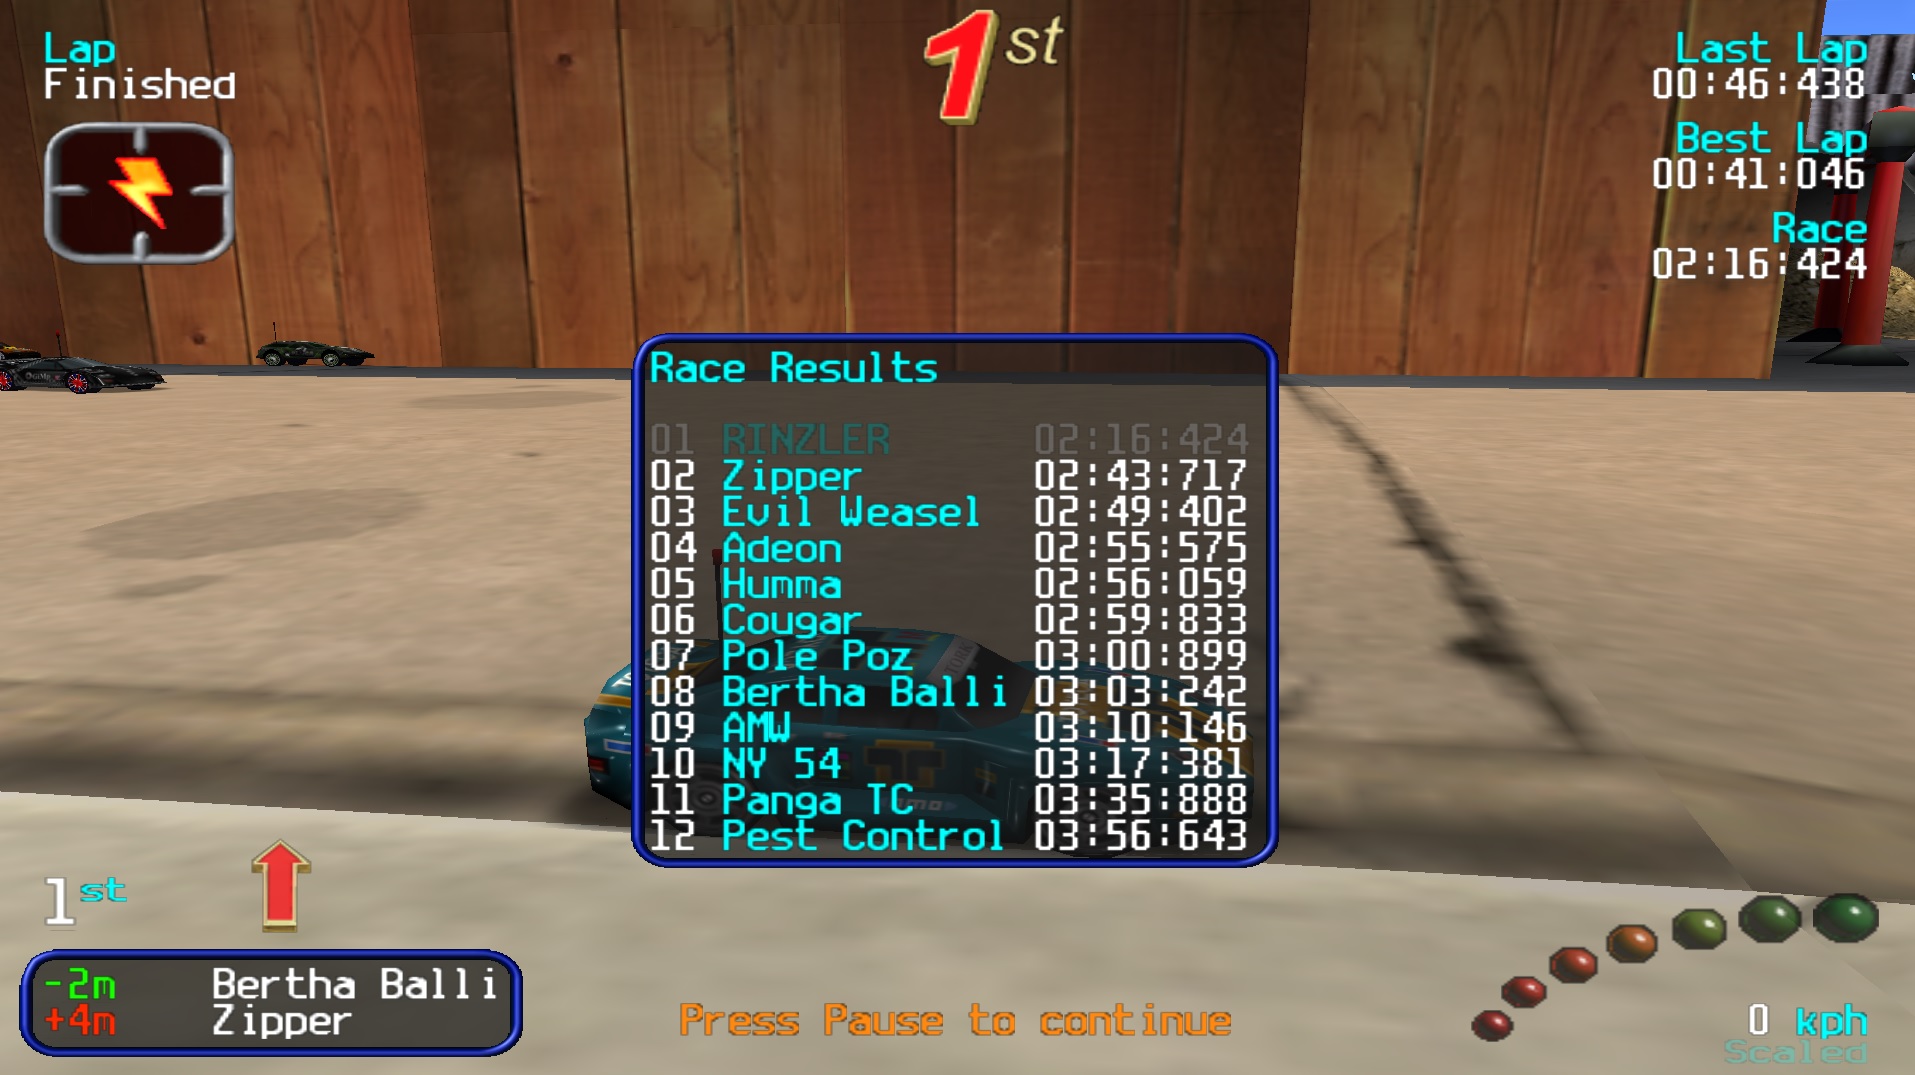 Lap
Finished
1st
Last Lap
00:46:438
Best Lap
00:41:046
Race
02:16:424
Race Results
01 RINZLER 02:16:424
02 Zipper 02:43:717
03 Evil Weasel 02:49:402
04 Adeon 02:55:575
05 Humma 02:56:059
06 Cougar 02:59:833
07 Pole Poz 03:00:899
08 Bertha Balli 03:03:242
09 AMW 03:10:146
10 NY 54 03:17:381
11 Panga TC 03:35:888
12 Pest Control 03:56:643
1st
-2m Bertha Balli
+4m Zipper
Press Pause to continue
0 kph
Scaled